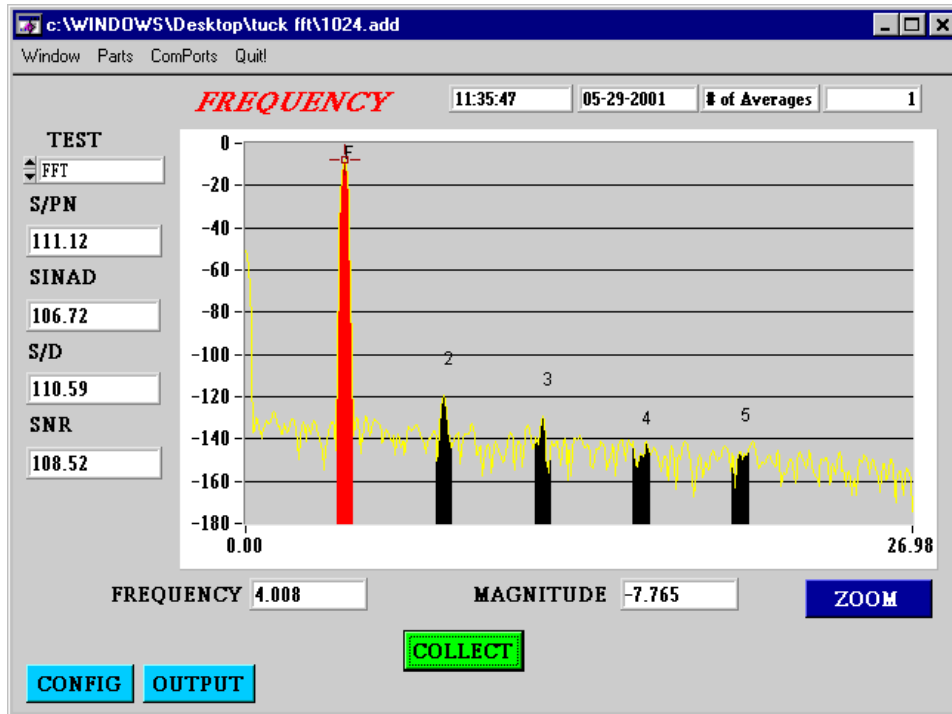 c:\WINDOWS\Desktop\tuck fft\1024.add
Window Parts ComPorts Quit!
FREQUENCY 11:35:47 05-29-2001 # of Averages 1
TEST
FFT
S/PN
111.12
SINAD
106.72
S/D
110.59
SNR
108.52
0
-20
-40
-60
-80
-100
-120
-140
-160
-180
F
2
3
4
5
0.00 26.98
FREQUENCY 4.008 MAGNITUDE -7.765 ZOOM
COLLECT
CONFIG OUTPUT